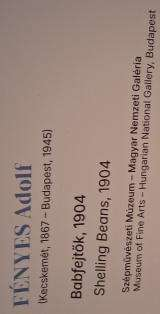 FÉNYES Adolf
(Kecskemét, 1867 – Budapest, 1945)
Babfejtők, 1904
Shelling Beans, 1904
Szépművészeti Múzeum – Magyar Nemzeti Galéria
Museum of Fine Arts – Hungarian National Gallery, Budapest